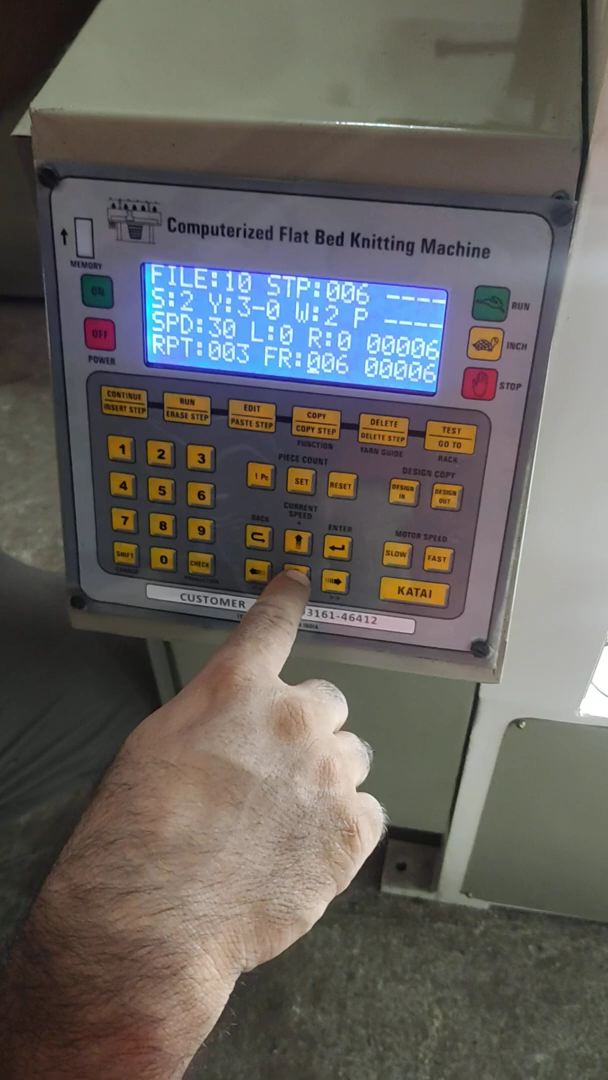 Computerized Flat Bed Knitting Machine
MEMORY
ON
OFF
POWER
FILE:10 STP:006 ----
S:2 Y:3-0 W:2 P ----
SPD:30 L:0 R:0 00006
RPT:003 FR:006 00006
RUN
INCH
STOP
CONTINUE
INSERT STEP
RUN
ERASE STEP
EDIT
PASTE STEP
COPY
COPY STEP
FUNCTION
DELETE
DELETE STEP
YARN GUIDE
TEST
GO TO
RACK
1 2 3
4 5 6
7 8 9
SHIFT 0 CHECK
PIECE COUNT
1 Pc SET RESET
DESIGN COPY
DESIGN IN
DESIGN OUT
CURRENT SPEED
BACK
ENTER
MOTOR SPEED
SLOW FAST
KATAI
CUSTOMER 3161-46412
INDIA